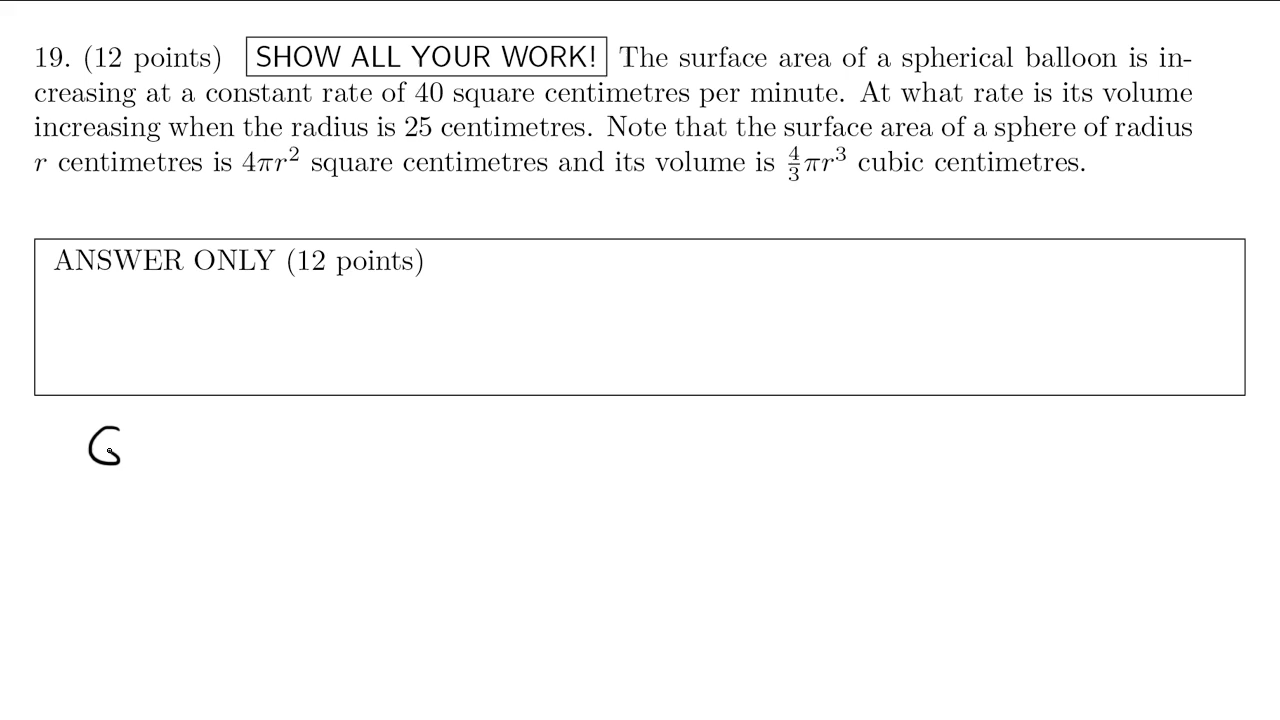 19. (12 points) SHOW ALL YOUR WORK! The surface area of a spherical balloon is in-
creasing at a constant rate of 40 square centimetres per minute. At what rate is its volume
increasing when the radius is 25 centimetres. Note that the surface area of a sphere of radius
r centimetres is 4πr² square centimetres and its volume is 4/3πr³ cubic centimetres.
ANSWER ONLY (12 points)
G